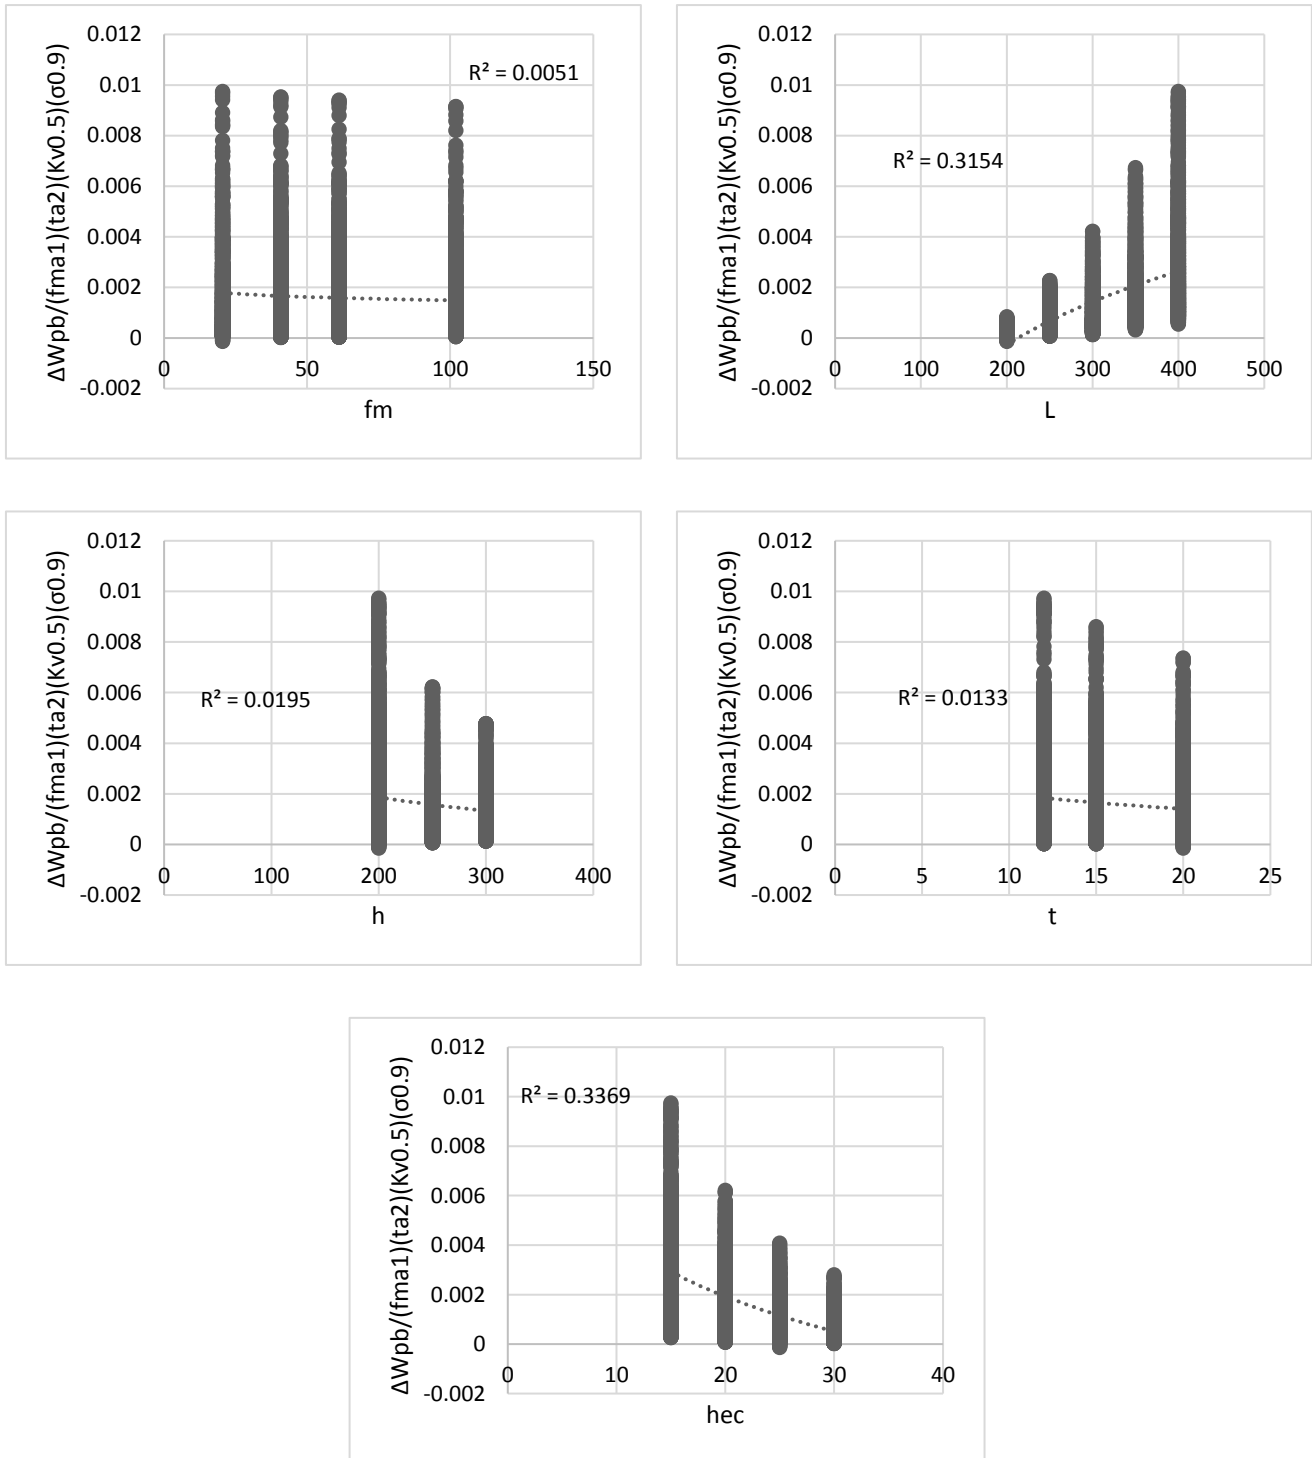 ΔWpb/(fma1)(ta2)(Kv0.5)(σ0.9)
0.012
0.01
0.008
0.006
0.004
0.002
0
-0.002
R² = 0.0051
0 50 100 150
fm
ΔWpb/(fma1)(ta2)(Kv0.5)(σ0.9)
0.012
0.01
0.008
0.006
0.004
0.002
0
-0.002
R² = 0.3154
0 100 200 300 400 500
L
ΔWpb/(fma1)(ta2)(Kv0.5)(σ0.9)
0.012
0.01
0.008
0.006
0.004
0.002
0
-0.002
R² = 0.0195
0 100 200 300 400
h
ΔWpb/(fma1)(ta2)(Kv0.5)(σ0.9)
0.012
0.01
0.008
0.006
0.004
0.002
0
-0.002
R² = 0.0133
0 5 10 15 20 25
t
ΔWpb/(fma1)(ta2)(Kv0.5)(σ0.9)
0.012
0.01
0.008
0.006
0.004
0.002
0
-0.002
R² = 0.3369
0 10 20 30 40
hec